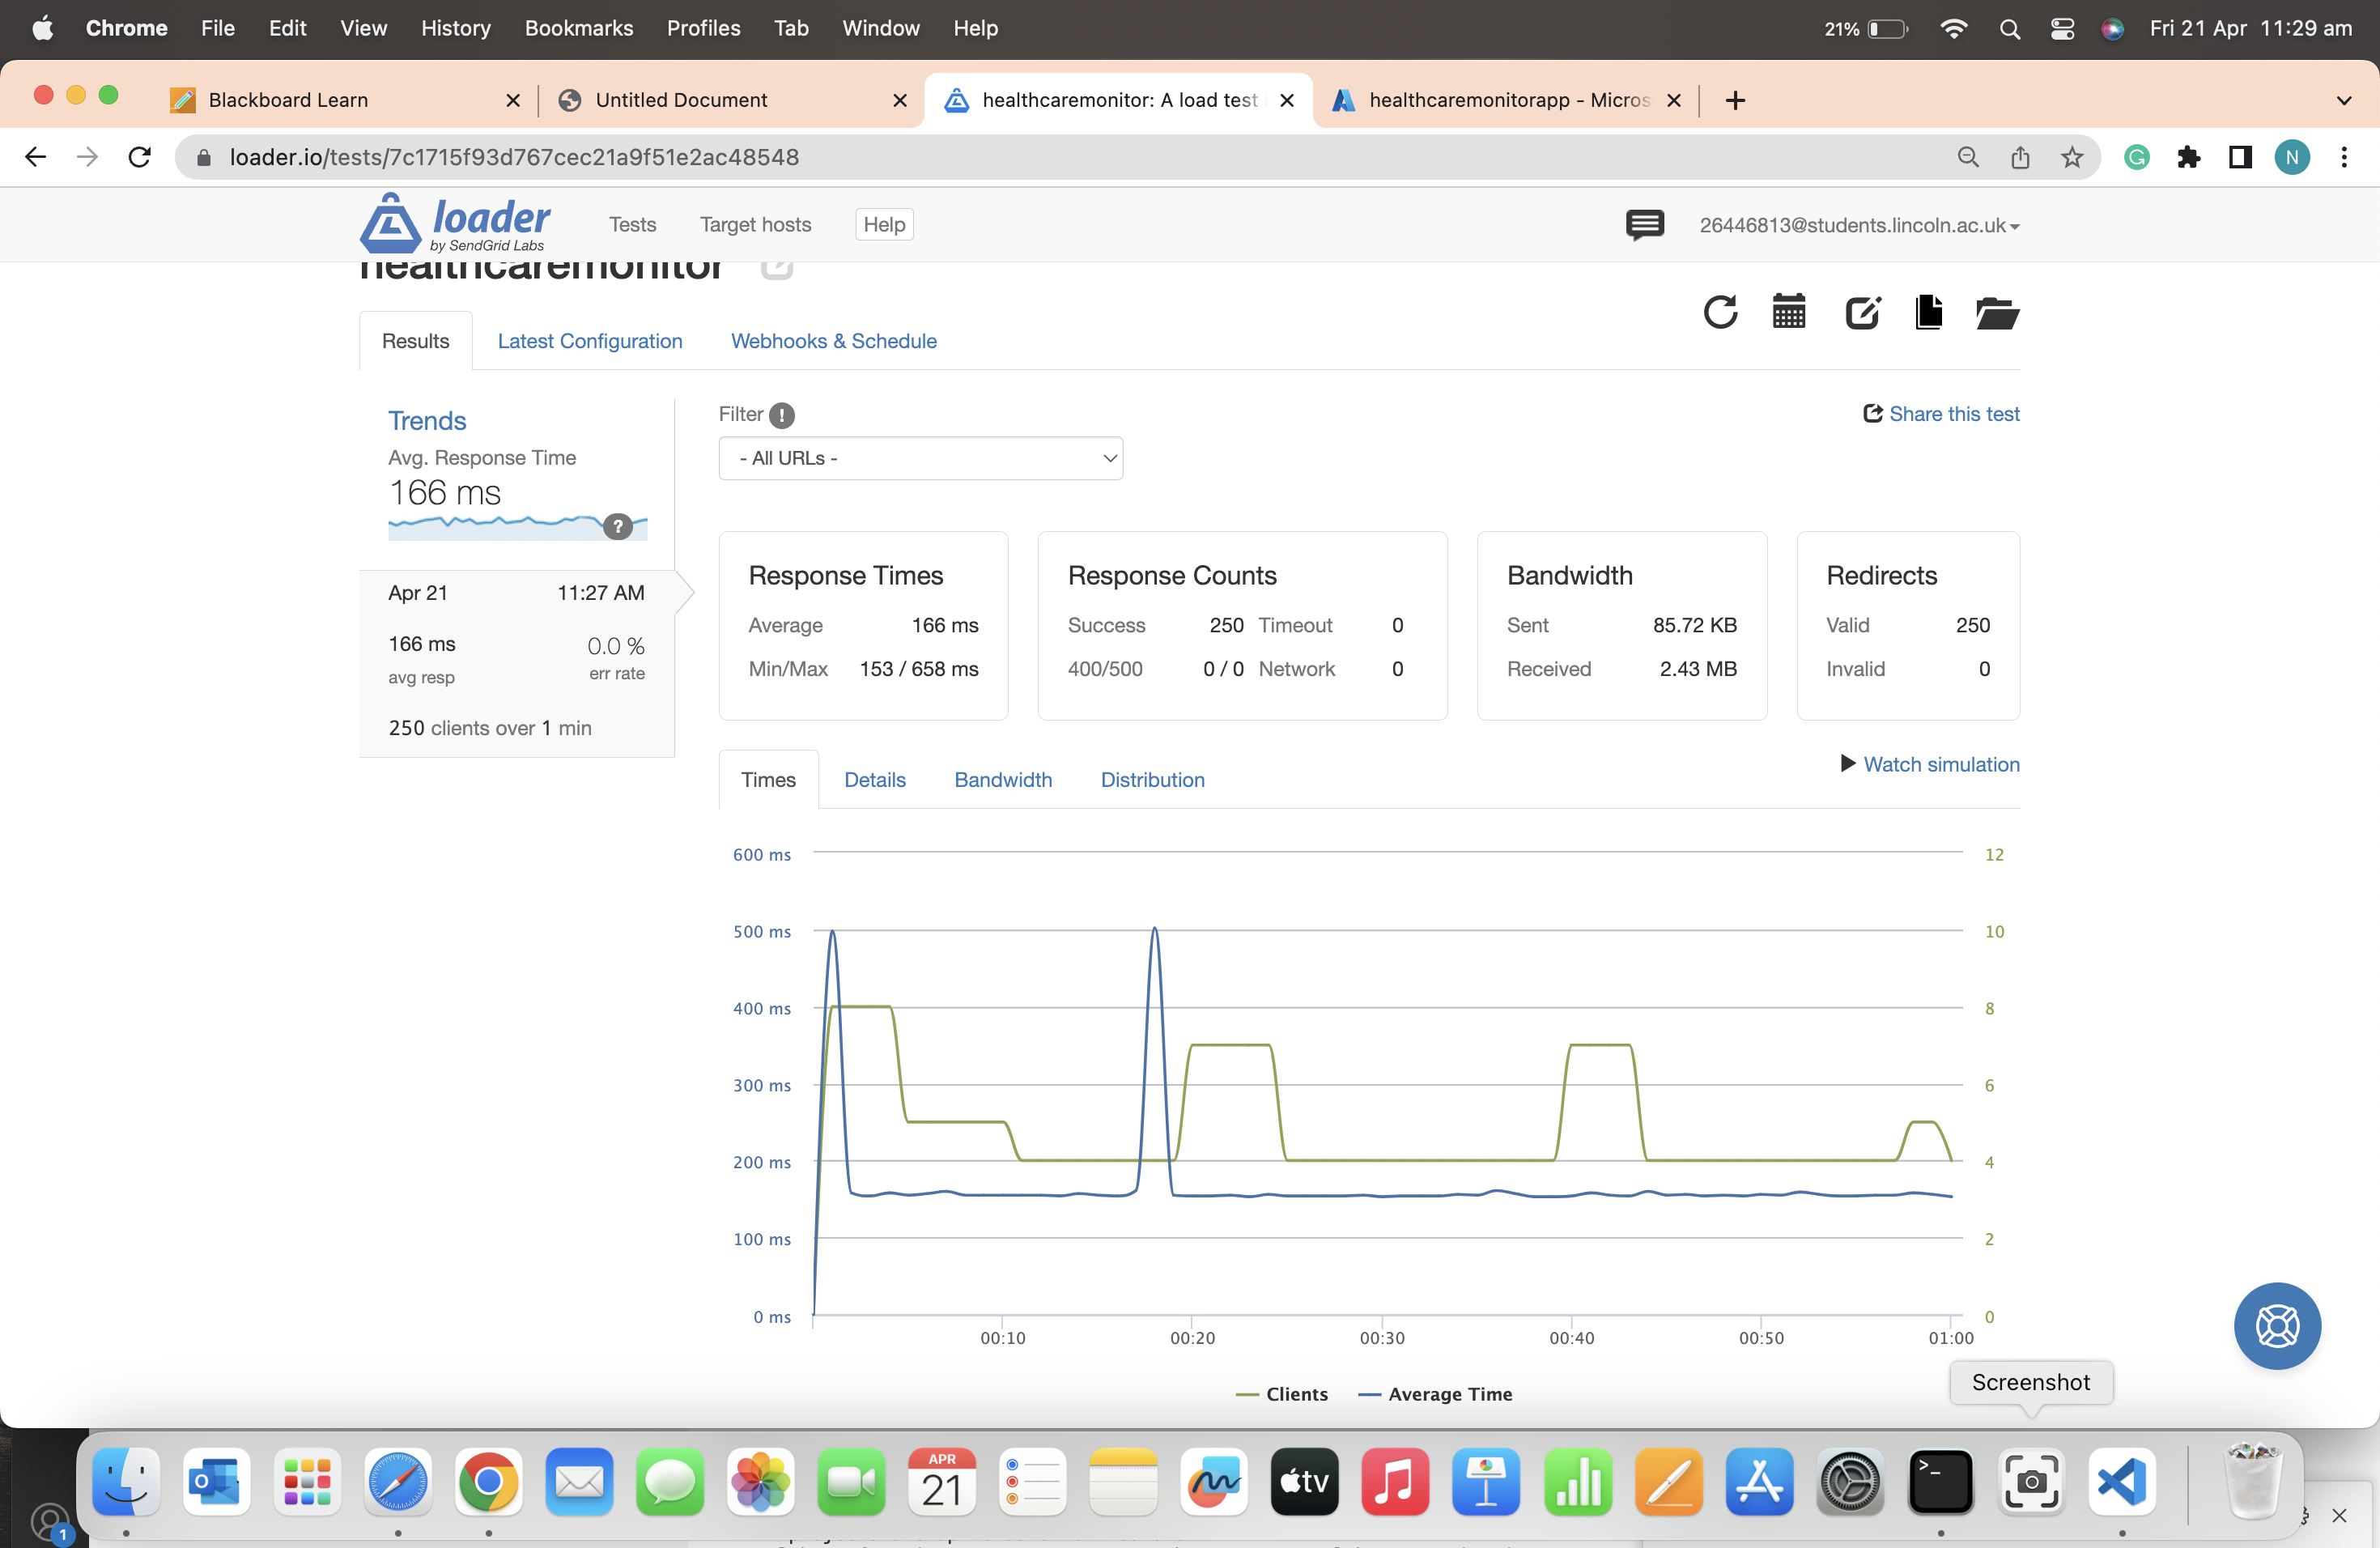 Chrome File Edit View History Bookmarks Profiles Tab Window Help 21% Fri 21 Apr 11:29 am
Blackboard Learn Untitled Document healthcaremonitor: A load test healthcaremonitorapp - Micros
loader.io/tests/7c1715f93d767cec21a9f51e2ac48548 G N
loader Tests Target hosts Help 26446813@students.lincoln.ac.uk
by SendGrid Labs
healthcaremonitor
Results Latest Configuration Webhooks & Schedule
Trends Filter ! Share this test
Avg. Response Time - All URLs -
166 ms
?
Response Times Response Counts Bandwidth Redirects
Apr 21 11:27 AM
Average 166 ms Success 250 Timeout 0 Sent 85.72 KB Valid 250
166 ms 0.0 %
avg resp err rate
Min/Max 153 / 658 ms 400/500 0 / 0 Network 0 Received 2.43 MB Invalid 0
250 clients over 1 min
Times Details Bandwidth Distribution Watch simulation
600 ms 12
500 ms 10
400 ms 8
300 ms 6
200 ms 4
100 ms 2
0 ms 0
00:10 00:20 00:30 00:40 00:50 01:00
Clients Average Time
Screenshot
APR
21
tv
>_
1